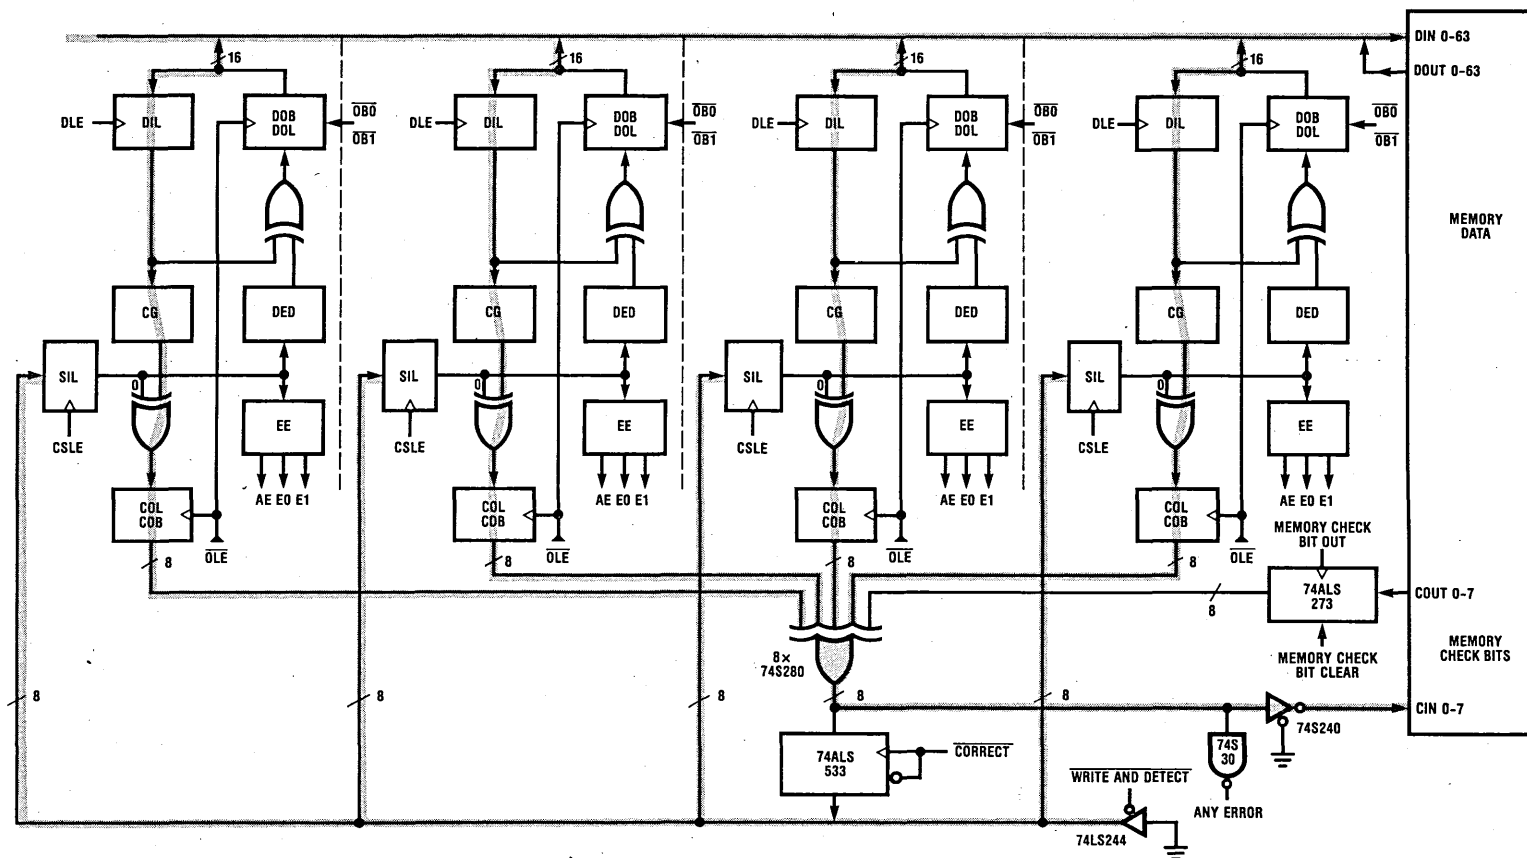 DIN 0-63
16
16
16
16
DOUT 0-63
DLE
DIL
DOB
DOL
OB0
OB1
DLE
DIL
DOB
DOL
OB0
OB1
DLE
DIL
DOB
DOL
OB0
OB1
DLE
DIL
DOB
DOL
OB0
OB1
MEMORY
DATA
CG
DED
CG
DED
CG
DED
CG
DED
SIL
0
SIL
0
SIL
0
SIL
0
EE
EE
EE
EE
CSLE
CSLE
CSLE
CSLE
AE E0 E1
AE E0 E1
AE E0 E1
AE E0 E1
COL
COB
COL
COB
COL
COB
COL
COB
OLE
OLE
OLE
OLE
8
8
8
8
MEMORY CHECK
BIT OUT
74ALS
273
COUT 0-7
8
MEMORY CHECK
BIT CLEAR
MEMORY
CHECK BITS
8×
74S280
8
8
8
8
8
CIN 0-7
74S240
74S
30
74ALS
533
CORRECT
WRITE AND DETECT
ANY ERROR
74LS244